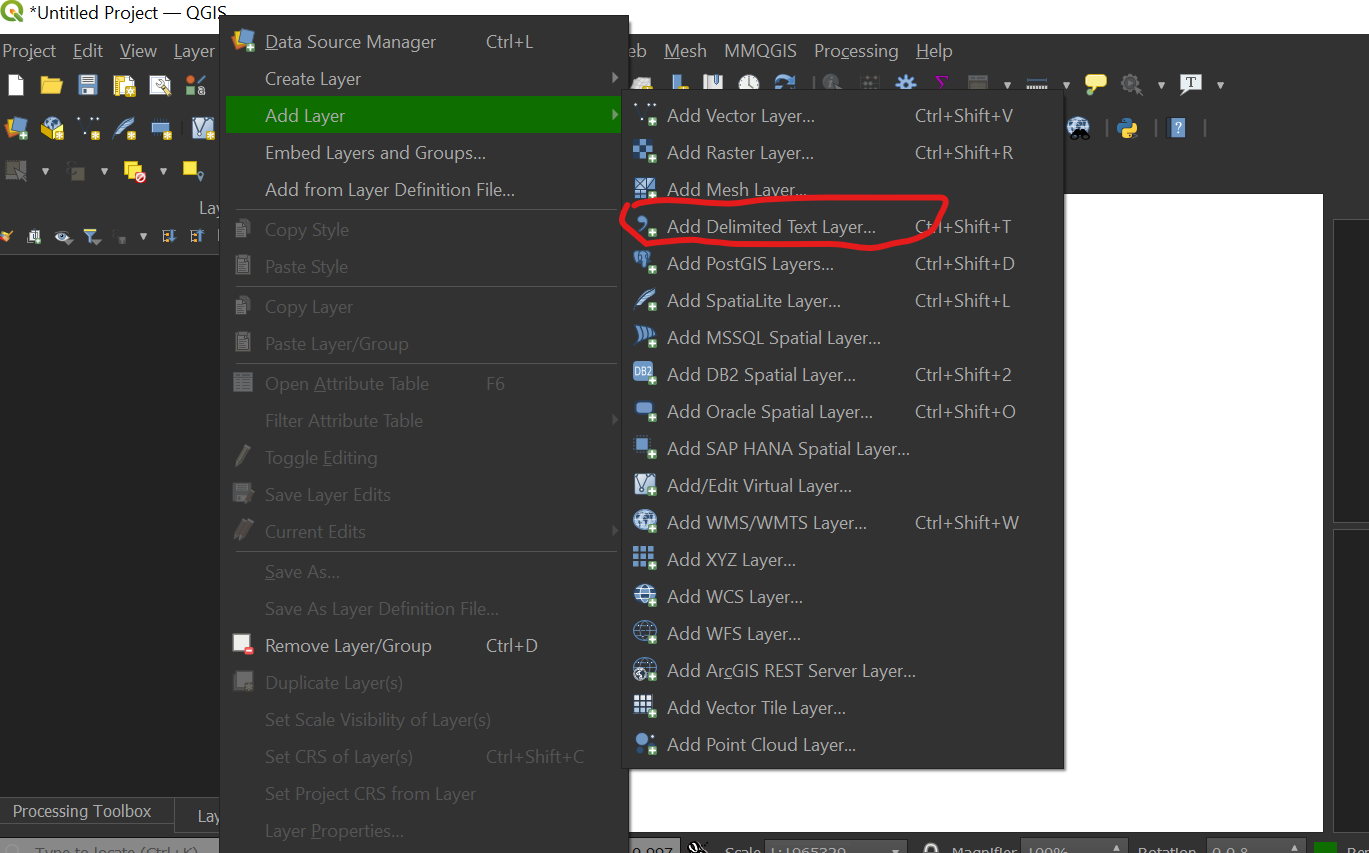 *Untitled Project — QGIS
Project Edit View Layer
eb Mesh MMQGIS Processing Help
Data Source Manager Ctrl+L
Create Layer
Add Layer
Embed Layers and Groups...
Add from Layer Definition File...
Copy Style
Paste Style
Copy Layer
Paste Layer/Group
Open Attribute Table F6
Filter Attribute Table
Toggle Editing
Save Layer Edits
Current Edits
Save As...
Save As Layer Definition File...
Remove Layer/Group Ctrl+D
Duplicate Layer(s)
Set Scale Visibility of Layer(s)
Set CRS of Layer(s) Ctrl+Shift+C
Set Project CRS from Layer
Layer Properties...
Add Vector Layer... Ctrl+Shift+V
Add Raster Layer... Ctrl+Shift+R
Add Mesh Layer...
Add Delimited Text Layer... Ctrl+Shift+T
Add PostGIS Layers... Ctrl+Shift+D
Add SpatiaLite Layer... Ctrl+Shift+L
Add MSSQL Spatial Layer...
DB2 Add DB2 Spatial Layer... Ctrl+Shift+2
Add Oracle Spatial Layer... Ctrl+Shift+O
Add SAP HANA Spatial Layer...
Add/Edit Virtual Layer...
Add WMS/WMTS Layer... Ctrl+Shift+W
Add XYZ Layer...
Add WCS Layer...
Add WFS Layer...
Add ArcGIS REST Server Layer...
Add Vector Tile Layer...
Add Point Cloud Layer...
Lay
Processing Toolbox Lay
Type to locate (Ctrl+K) 0.997 Scale 1:1965329 Magnifier 100% Rotation 0.0 ° Re